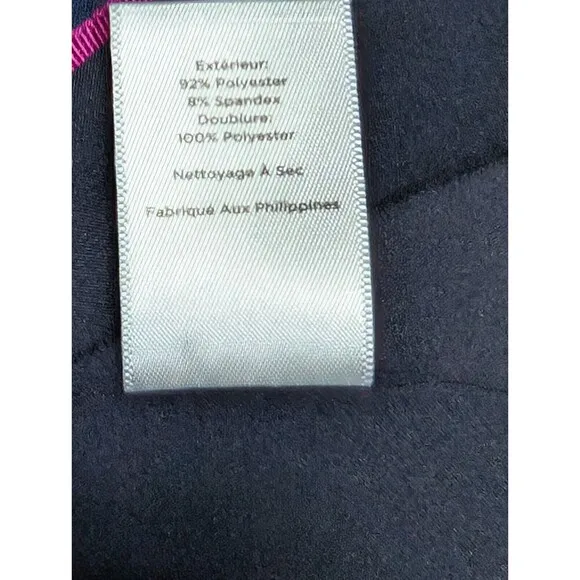 Extérieur:
92% Polyester
8% Spandex
Doublure:
100% Polyester
Nettoyage À Sec
Fabriqué Aux Philippines